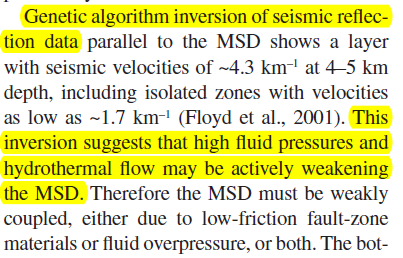 Genetic algorithm inversion of seismic reflec-
tion data parallel to the MSD shows a layer
with seismic velocities of ~4.3 km⁻¹ at 4–5 km
depth, including isolated zones with velocities
as low as ~1.7 km⁻¹ (Floyd et al., 2001). This
inversion suggests that high fluid pressures and
hydrothermal flow may be actively weakening
the MSD. Therefore the MSD must be weakly
coupled, either due to low-friction fault-zone
materials or fluid overpressure, or both. The bot-